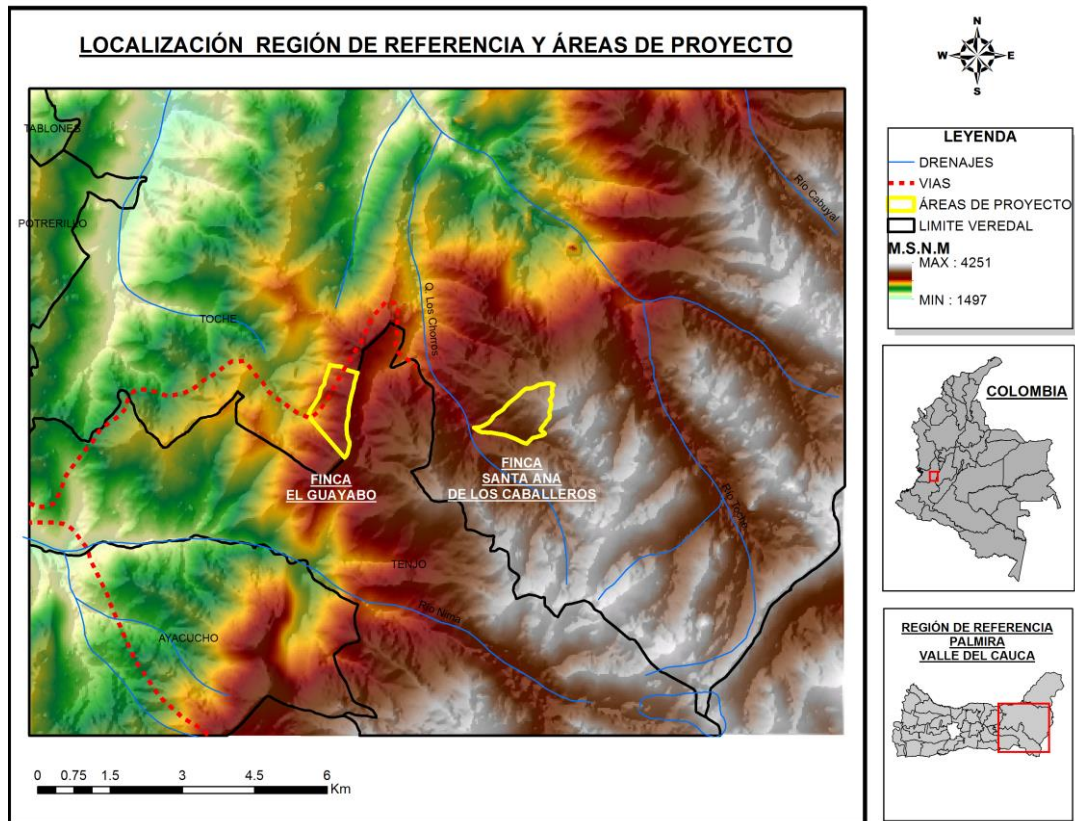 LOCALIZACIÓN REGIÓN DE REFERENCIA Y ÁREAS DE PROYECTO
TABLONES
POTRERILLO
TOCHE
Q. Los Chorros
Río Cabuyal
FINCA
EL GUAYABO
FINCA
SANTA ANA
DE LOS CABALLEROS
Río Toche
TENJO
Río Nima
AYACUCHO
0 0.75 1.5 3 4.5 6
Km
N
W E
S
LEYENDA
DRENAJES
VIAS
ÁREAS DE PROYECTO
LIMITE VEREDAL
M.S.N.M
MAX : 4251
MIN : 1497
COLOMBIA
REGIÓN DE REFERENCIA
PALMIRA
VALLE DEL CAUCA